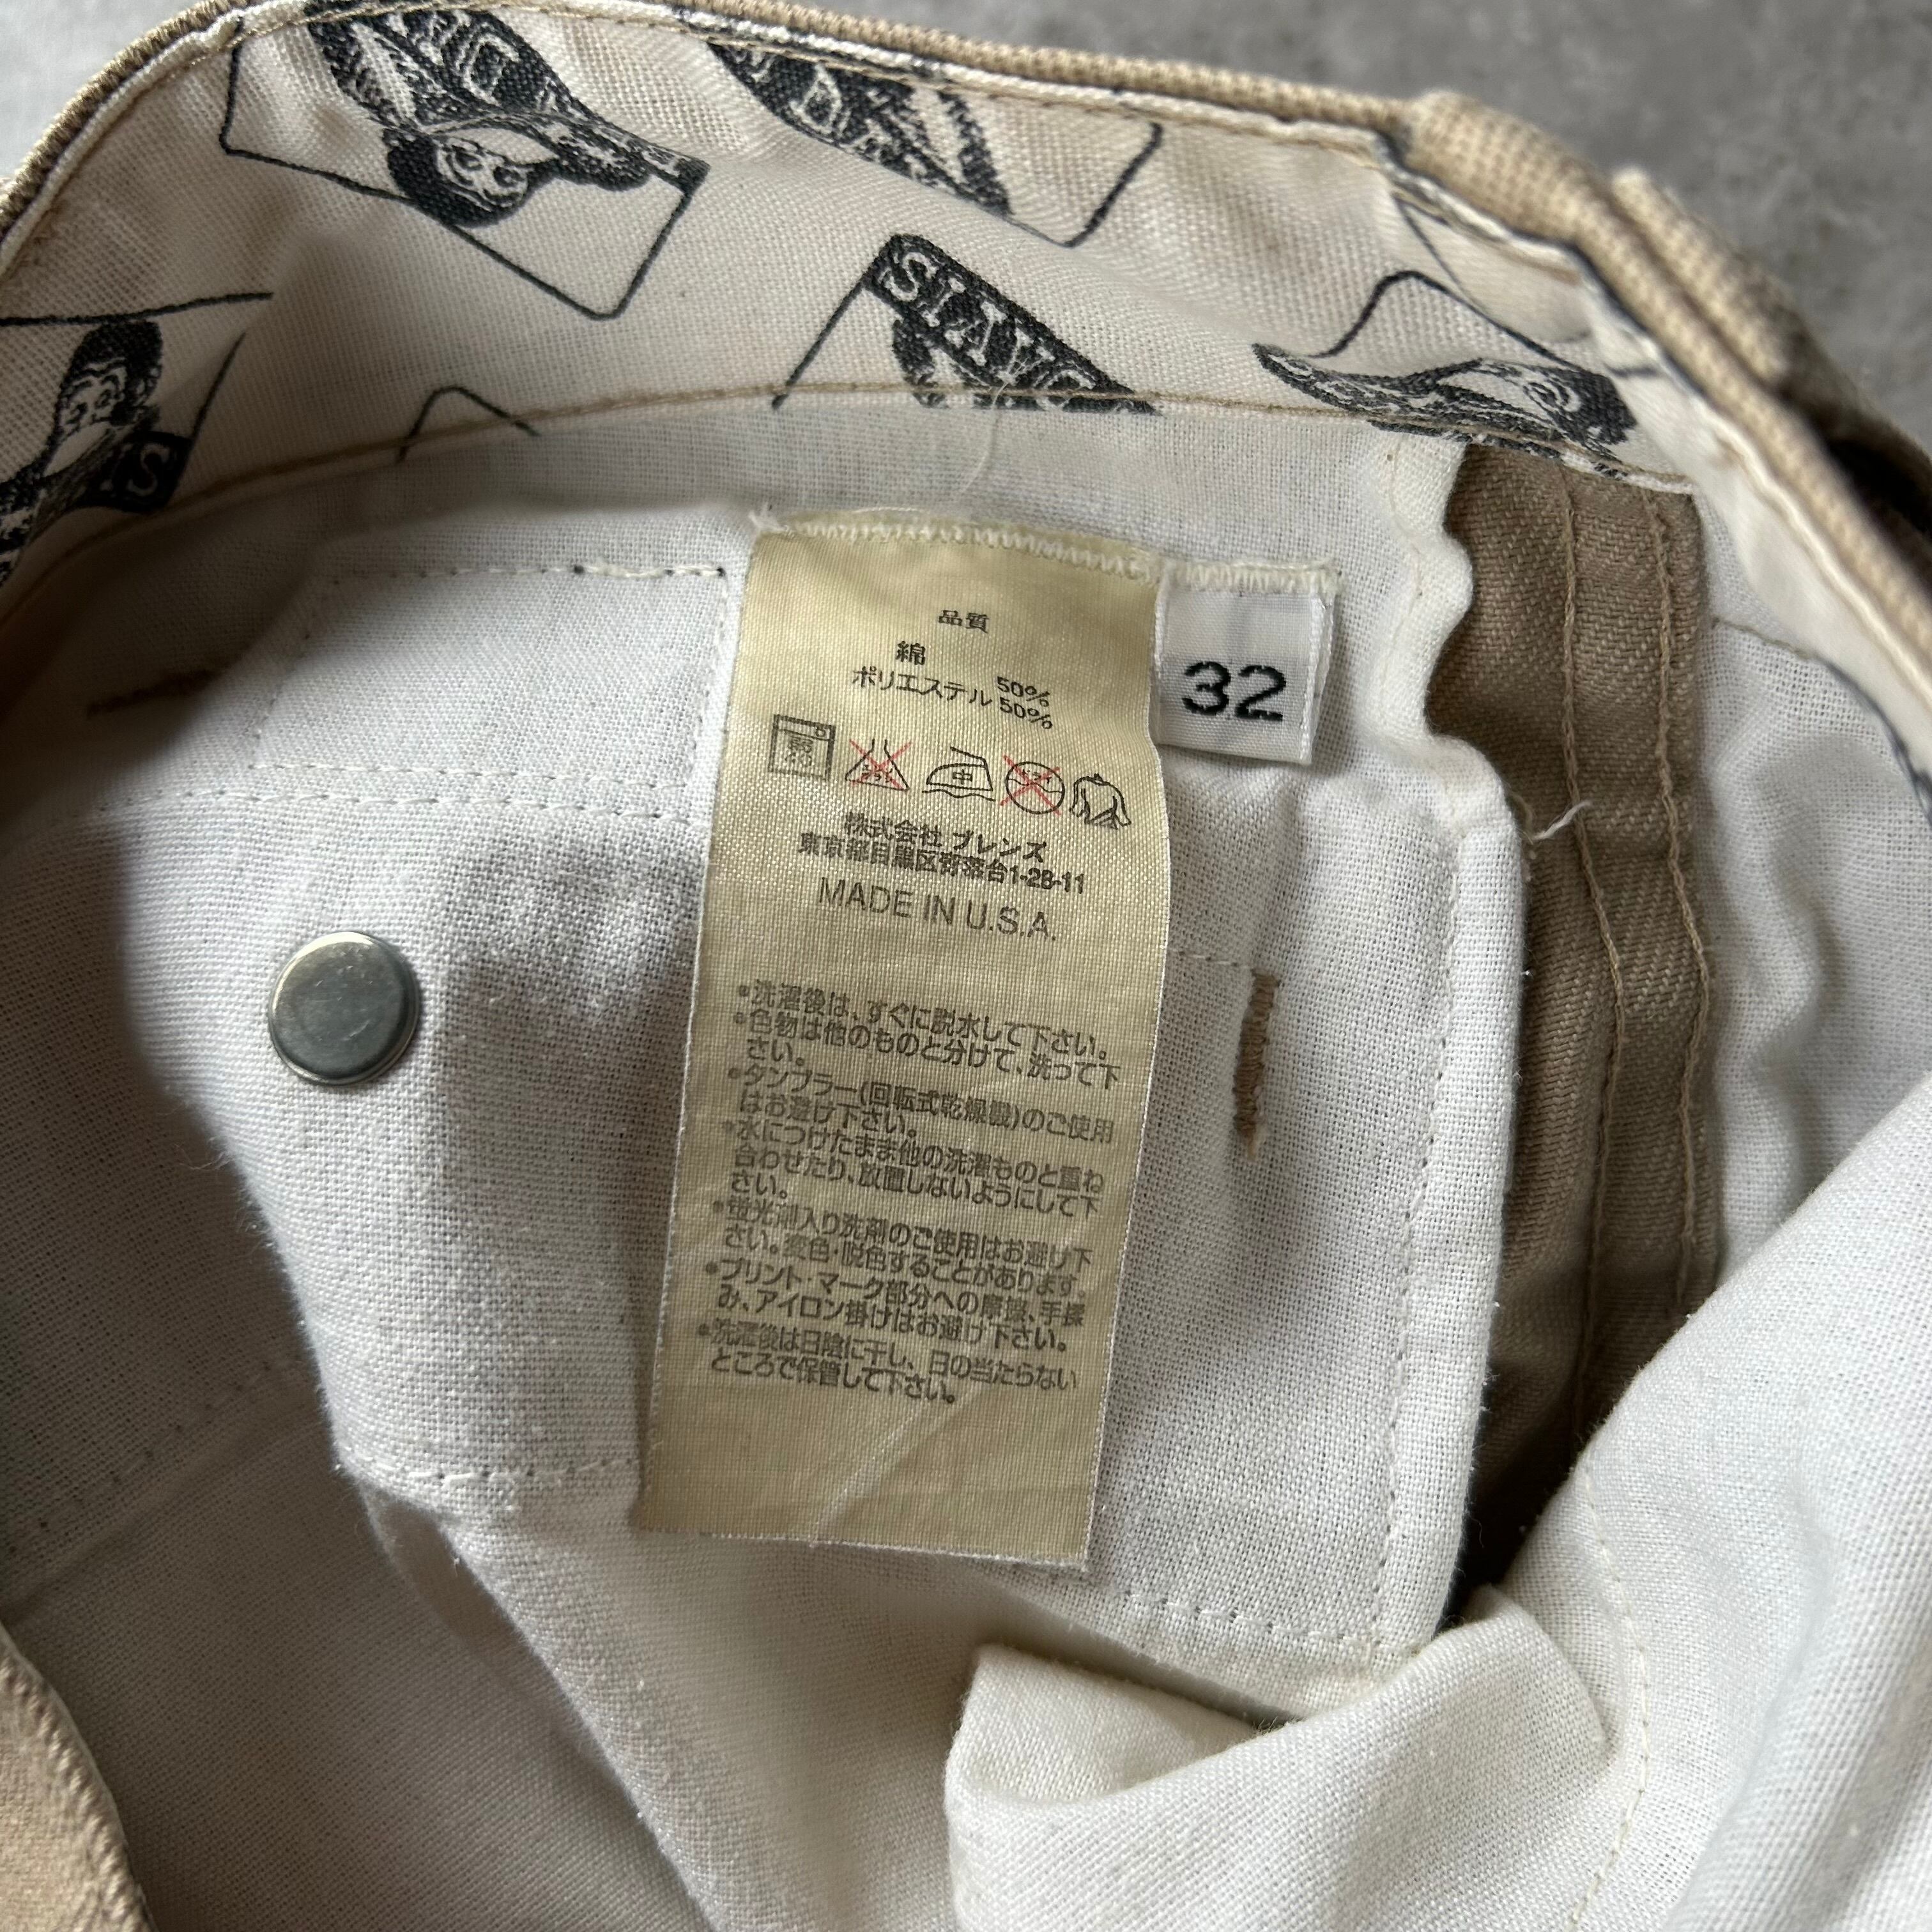 DAVIS
DAVIS
DAVIS
品質
綿 50%
ポリエステル 50%
中
32
株式会社 ブレンズ
東京都目黒区青葉台1-28-11
MADE IN U.S.A.
•洗濯後は、すぐに脱水して下さい。
•色物は他のものと分けて、洗って下
さい。
•タンブラー(回転式乾燥機)のご使用
はお避け下さい。
•水につけたまま他の洗濯ものと重ね
合わせたり、放置しないようにして下
さい。
•蛍光剤入り洗剤のご使用はお避け下
さい。変色・脱色することがあります。
•プリント・マーク部分への摩擦、手揉
み、アイロン掛けはお避け下さい。
•洗濯後は日陰に干し、日の当たらない
ところで保管して下さい。